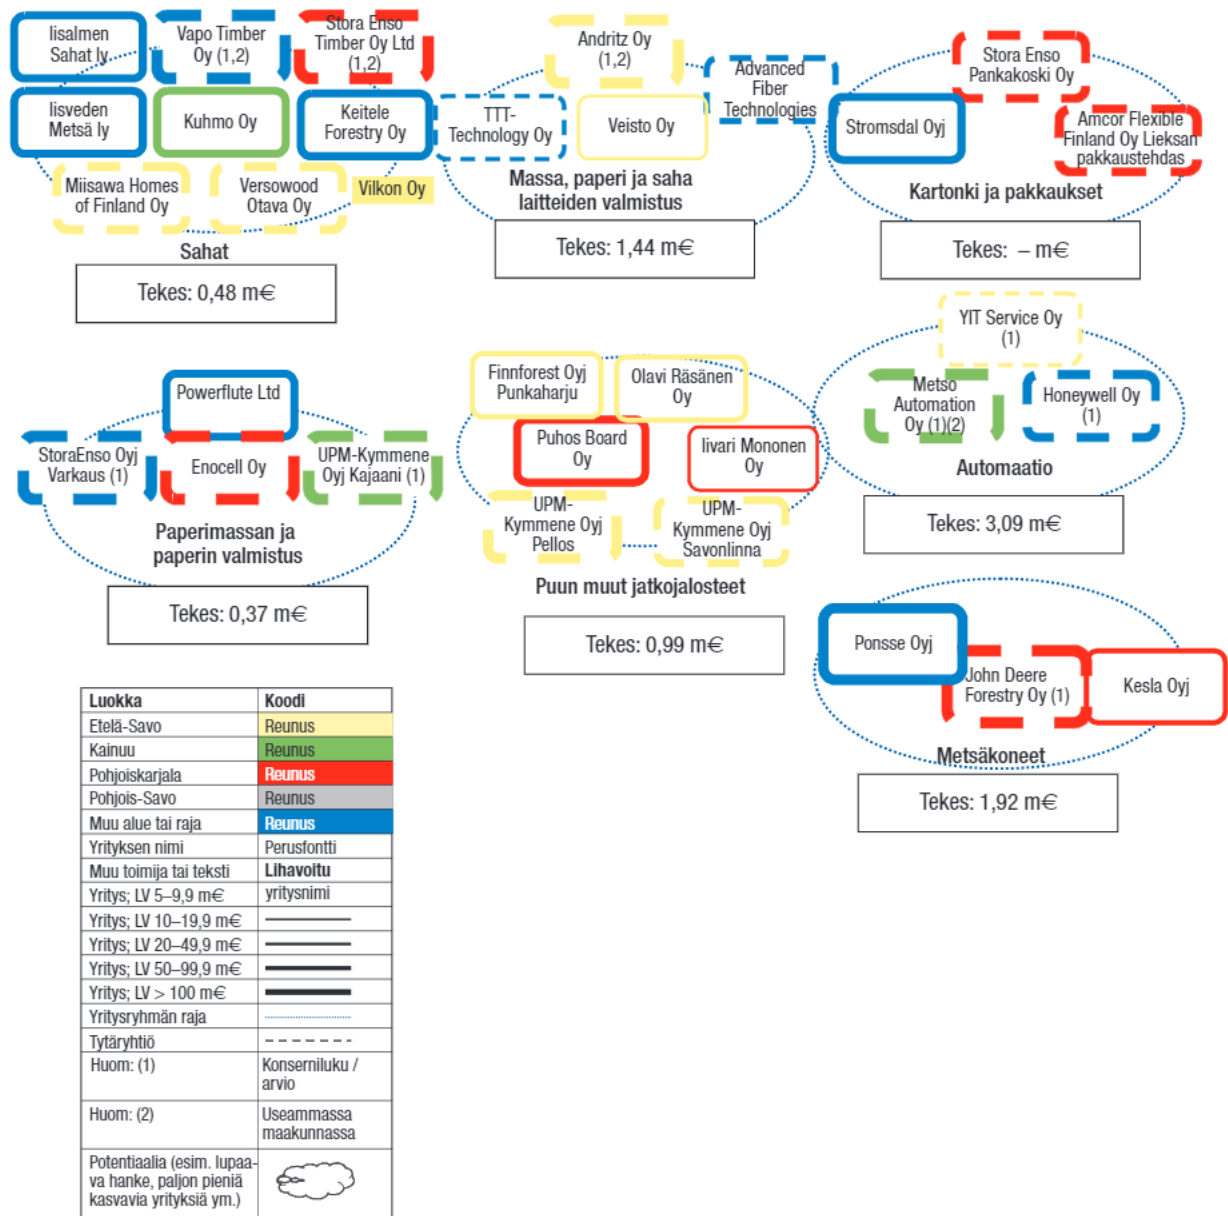 Iisalmen
Sahat ly
Vapo Timber
Oy (1,2)
Stora Enso
Timber Oy Ltd
(1,2)
Iisveden
Metsä ly
Kuhmo Oy
Keitele
Forestry Oy
Miisawa Homes
of Finland Oy
Versowood
Otava Oy
Vilkon Oy
Sahat
Tekes: 0,48 m€
Andritz Oy
(1,2)
Advanced
Fiber
Technologies
TTT-
Technology Oy
Veisto Oy
Massa, paperi ja saha
laitteiden valmistus
Tekes: 1,44 m€
Stora Enso
Pankakoski Oy
Stromsdal Oyj
Amcor Flexible
Finland Oy Lieksan
pakkaustehdas
Kartonki ja pakkaukset
Tekes: – m€
Powerflute Ltd
StoraEnso Oyj
Varkaus (1)
Enocell Oy
UPM-Kymmene
Oyj Kajaani (1)
Paperimassan ja
paperin valmistus
Tekes: 0,37 m€
Finnforest Oyj
Punkaharju
Olavi Räsänen
Oy
Puhos Board
Oy
Iivari Mononen
Oy
UPM-
Kymmene Oyj
Pellos
UPM-
Kymmene Oyj
Savonlinna
Puun muut jatkojalosteet
Tekes: 0,99 m€
YIT Service Oy
(1)
Metso
Automation
Oy (1)(2)
Honeywell Oy
(1)
Automaatio
Tekes: 3,09 m€
Ponsse Oyj
John Deere
Forestry Oy (1)
Kesla Oyj
Metsäkoneet
Tekes: 1,92 m€
Luokka Koodi
Etelä-Savo Reunus
Kainuu Reunus
Pohjoiskarjala Reunus
Pohjois-Savo Reunus
Muu alue tai raja Reunus
Yrityksen nimi Perusfontti
Muu toimija tai teksti Lihavoitu
Yritys; LV 5–9,9 m€ yritysnimi
Yritys; LV 10–19,9 m€
Yritys; LV 20–49,9 m€
Yritys; LV 50–99,9 m€
Yritys; LV > 100 m€
Yritysryhmän raja
Tytäryhtiö
Huom: (1) Konserniluku /
arvio
Huom: (2) Useammassa
maakunnassa
Potentiaalia (esim. lupaa-
va hanke, paljon pieniä
kasvavia yrityksiä ym.)